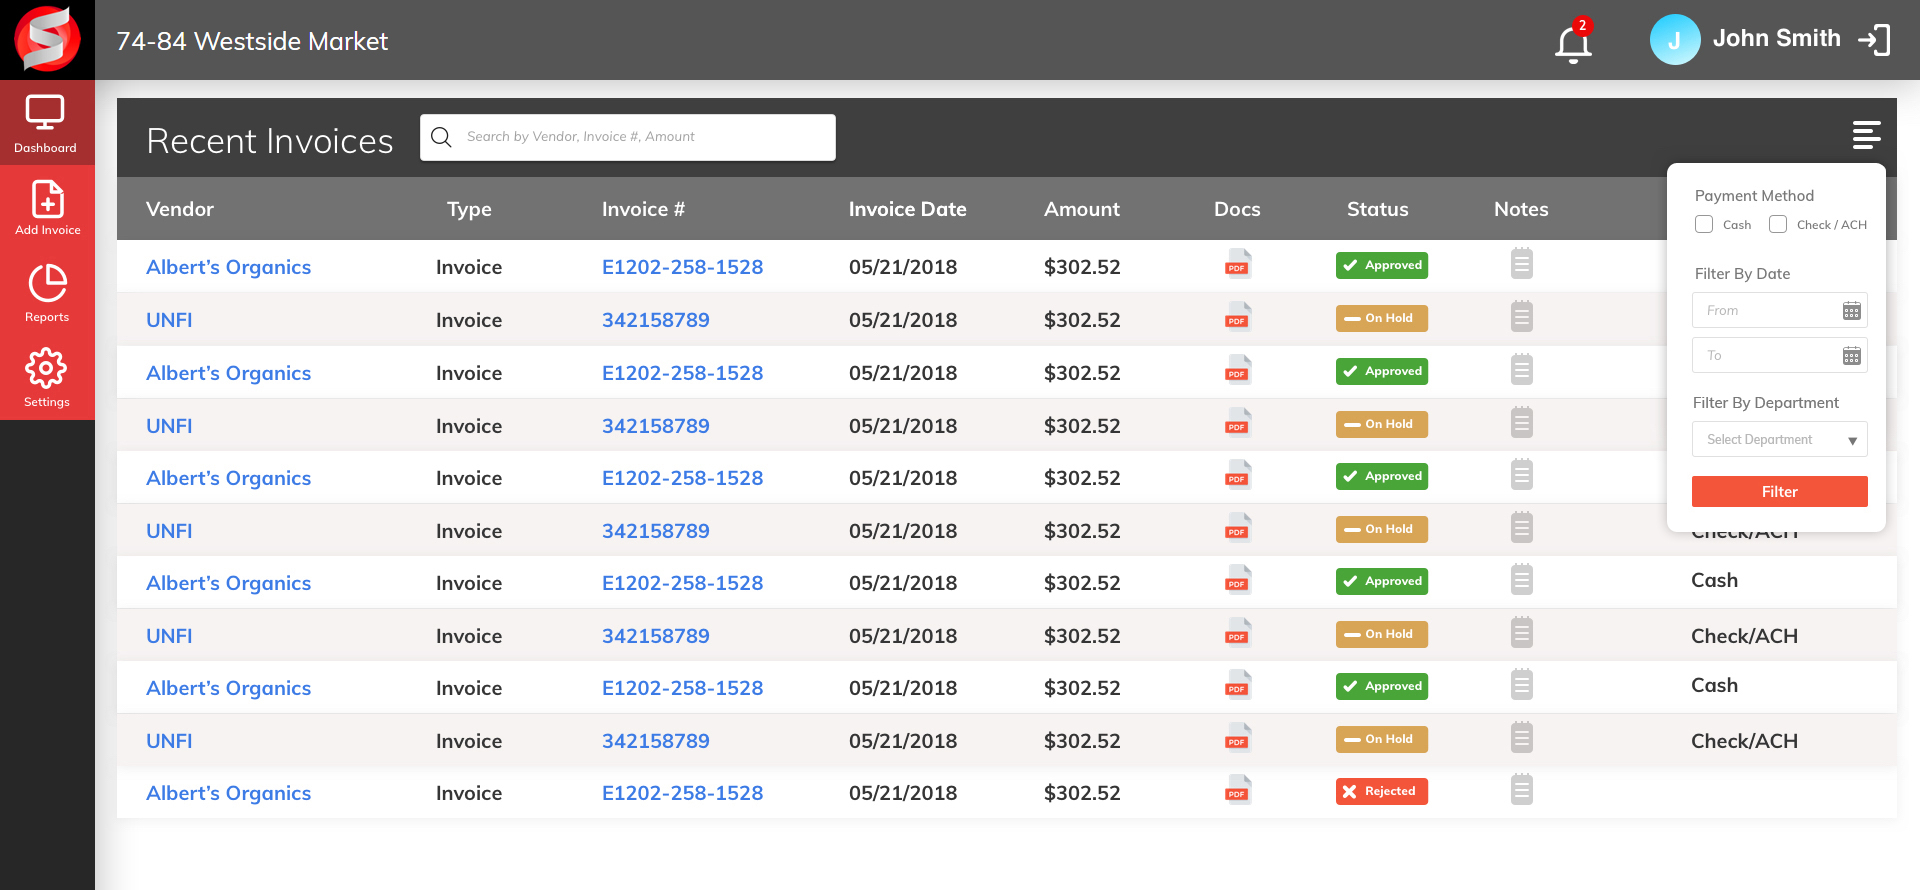 74-84 Westside Market
2
J
John Smith
Dashboard
Add Invoice
Reports
Settings
Recent Invoices
Search by Vendor, Invoice #, Amount
Vendor Type Invoice # Invoice Date Amount Docs Status Notes
Albert’s Organics Invoice E1202-258-1528 05/21/2018 $302.52 PDF Approved
UNFI Invoice 342158789 05/21/2018 $302.52 PDF On Hold
Albert’s Organics Invoice E1202-258-1528 05/21/2018 $302.52 PDF Approved
UNFI Invoice 342158789 05/21/2018 $302.52 PDF On Hold
Albert’s Organics Invoice E1202-258-1528 05/21/2018 $302.52 PDF Approved
UNFI Invoice 342158789 05/21/2018 $302.52 PDF On Hold Check/ACH
Albert’s Organics Invoice E1202-258-1528 05/21/2018 $302.52 PDF Approved Cash
UNFI Invoice 342158789 05/21/2018 $302.52 PDF On Hold Check/ACH
Albert’s Organics Invoice E1202-258-1528 05/21/2018 $302.52 PDF Approved Cash
UNFI Invoice 342158789 05/21/2018 $302.52 PDF On Hold Check/ACH
Albert’s Organics Invoice E1202-258-1528 05/21/2018 $302.52 PDF Rejected
Payment Method
Cash Check / ACH
Filter By Date
From
To
Filter By Department
Select Department
Filter